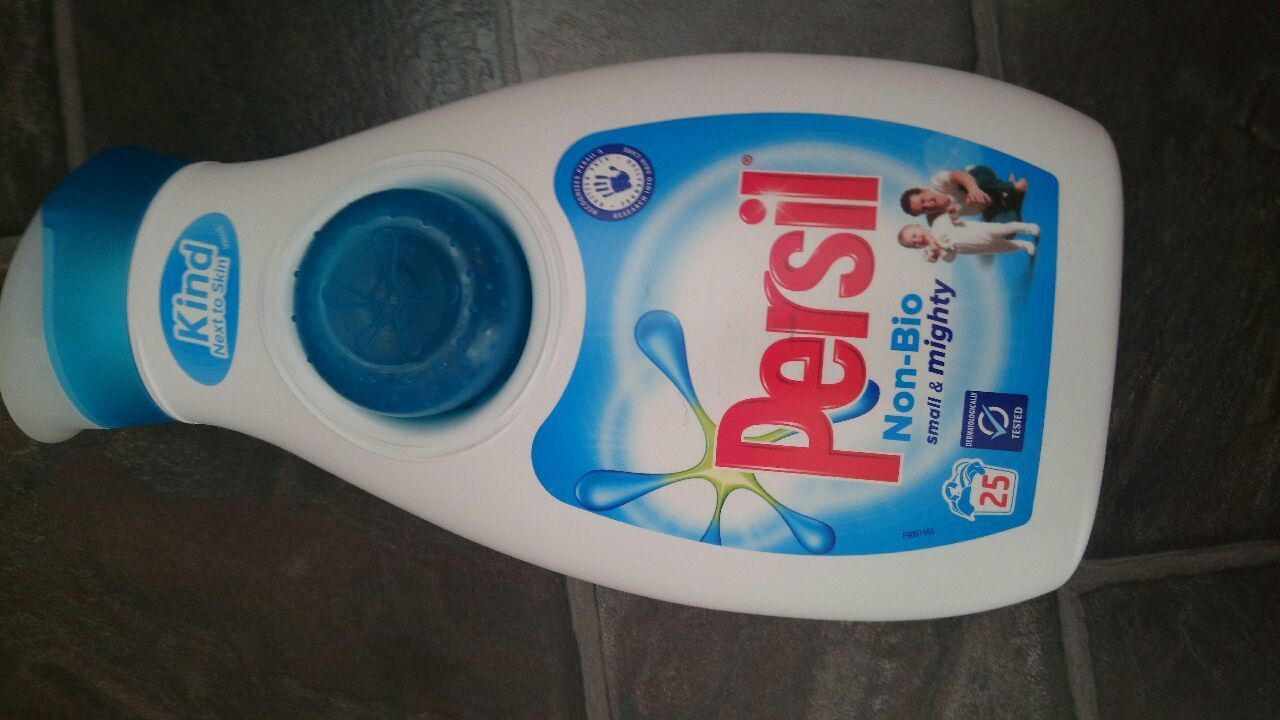 Kind
Next to Skin
Persil®
Non-Bio
small & mighty
DERMATOLOGICALLY
TESTED
25